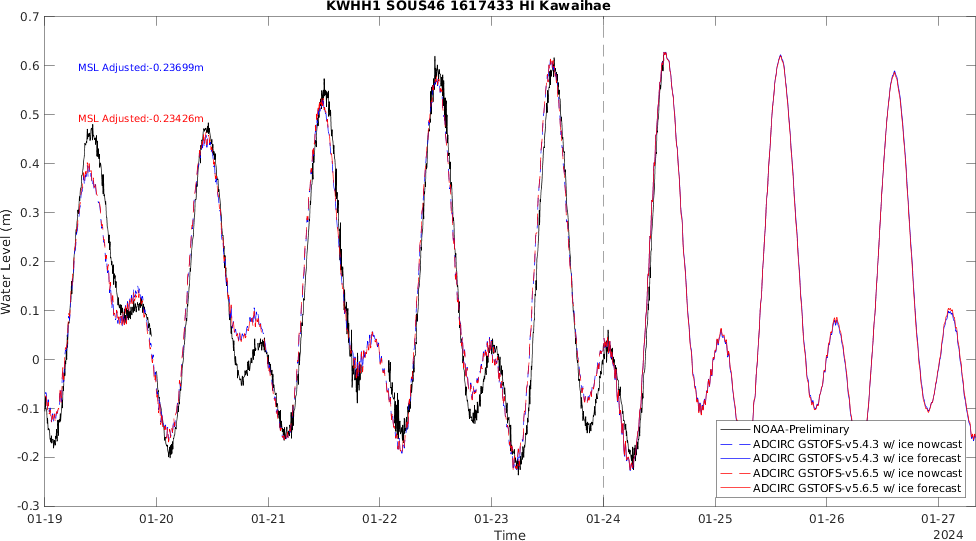 KWHH1 SOUS46 1617433 HI Kawaihae
0.7
0.6
0.5
0.4
0.3
0.2
0.1
0
-0.1
-0.2
-0.3
Water Level (m)
MSL Adjusted:-0.23699m
MSL Adjusted:-0.23426m
NOAA-Preliminary
ADCIRC GSTOFS-v5.4.3 w/ ice nowcast
ADCIRC GSTOFS-v5.4.3 w/ ice forecast
ADCIRC GSTOFS-v5.6.5 w/ ice nowcast
ADCIRC GSTOFS-v5.6.5 w/ ice forecast
01-19 01-20 01-21 01-22 01-23 01-24 01-25 01-26 01-27
Time
2024